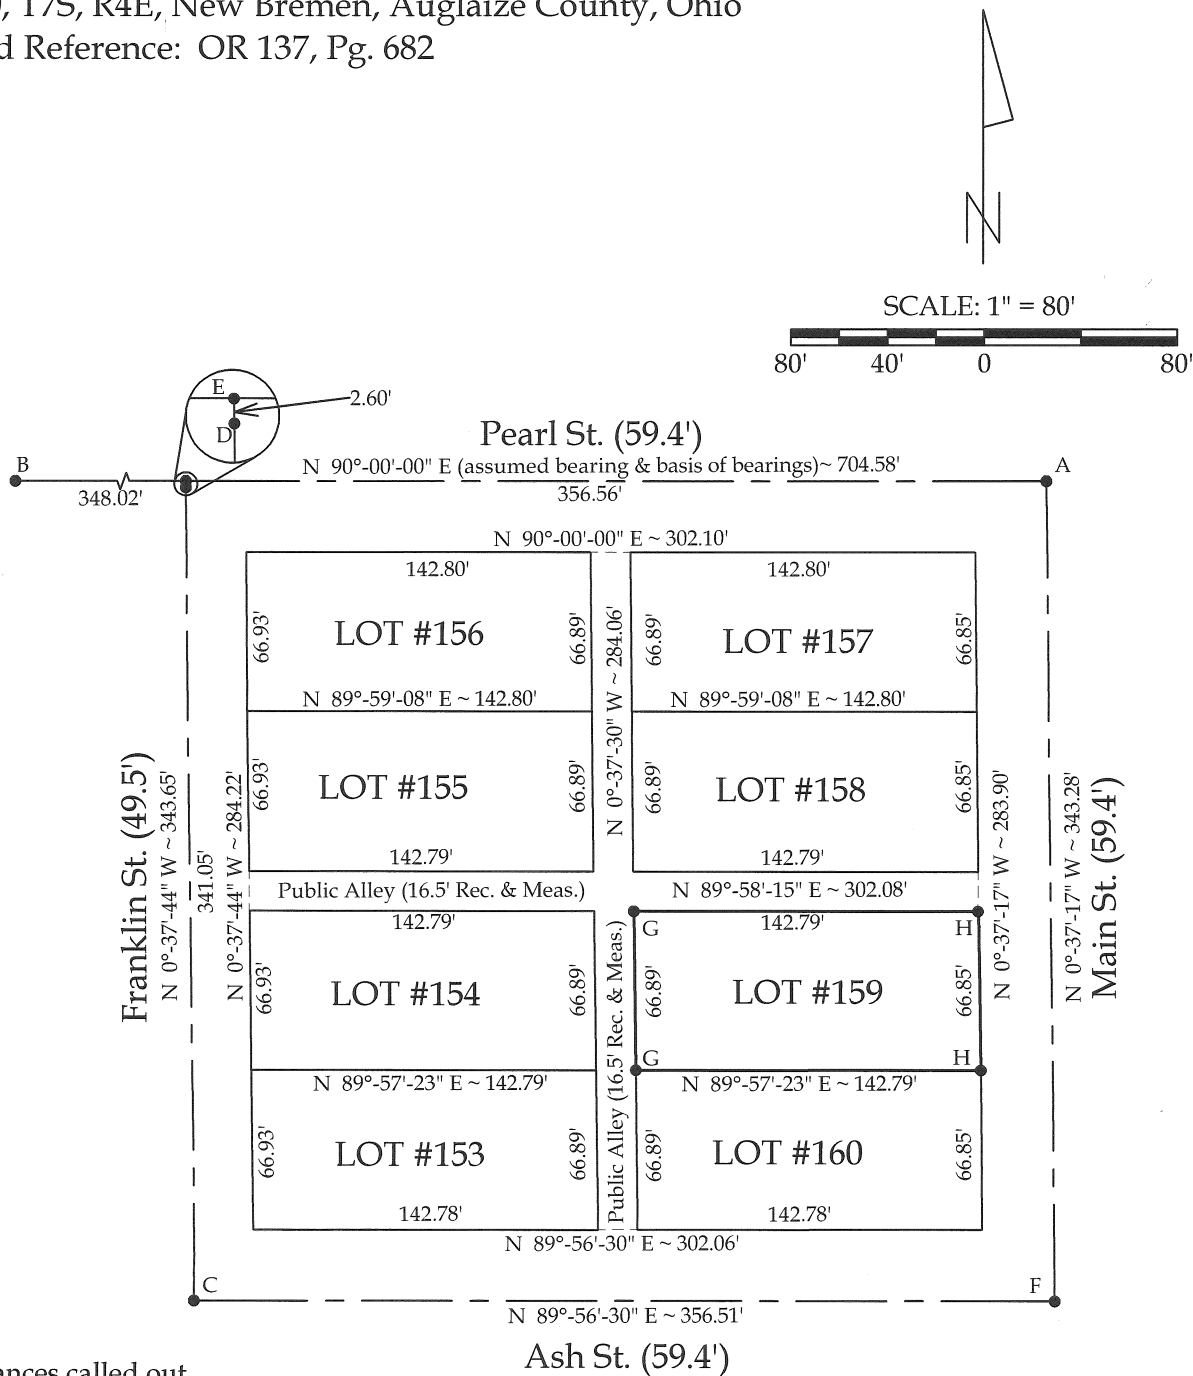 , T7S, R4E, New Bremen, Auglaize County, Ohio
d Reference: OR 137, Pg. 682
N
SCALE: 1" = 80'
80' 40' 0 80'
E
2.60'
D
Pearl St. (59.4')
B
N 90°-00'-00" E (assumed bearing & basis of bearings)~ 704.58'
A
348.02'
356.56'
N 90°-00'-00" E ~ 302.10'
142.80'
142.80'
66.93'
LOT #156
66.89'
N 0°-37'-30" W ~ 284.06'
66.89'
LOT #157
66.85'
N 89°-59'-08" E ~ 142.80'
N 89°-59'-08" E ~ 142.80'
Franklin St. (49.5')
N 0°-37'-44" W ~ 343.65'
341.05'
N 0°-37'-44" W ~ 284.22'
66.93'
LOT #155
66.89'
66.89'
LOT #158
66.85'
N 0°-37'-17" W ~ 283.90'
N 0°-37'-17" W ~ 343.28'
Main St. (59.4')
142.79'
142.79'
Public Alley (16.5' Rec. & Meas.)
N 89°-58'-15" E ~ 302.08'
142.79'
G
142.79'
H
66.93'
LOT #154
66.89'
Public Alley (16.5' Rec. & Meas.)
66.89'
LOT #159
66.85'
G
H
N 89°-57'-23" E ~ 142.79'
N 89°-57'-23" E ~ 142.79'
66.93'
LOT #153
66.89'
66.89'
LOT #160
66.85'
142.78'
142.78'
N 89°-56'-30" E ~ 302.06'
C
F
N 89°-56'-30" E ~ 356.51'
Ash St. (59.4')
ances called out